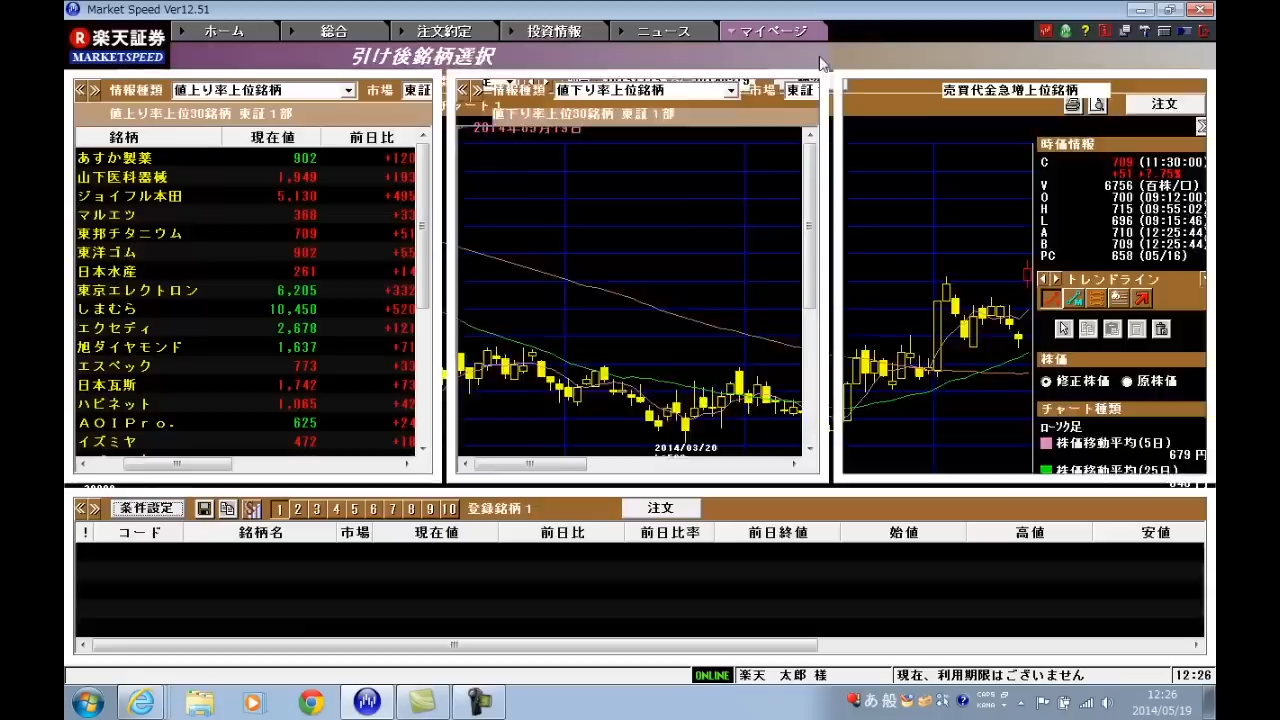 Market Speed Ver12.51
R 楽天証券
MARKETSPEED
ホーム
総合
注文約定
投資情報
ニュース
マイページ
引け後銘柄選択
情報種類
値上り率上位銘柄
市場
東証
値上り率上位30銘柄 東証1部
銘柄 現在値 前日比
あすか製薬 902 +120
山下医科器械 1,949 +193
ジョイフル本田 5,130 +495
マルエツ 368 +33
東邦チタニウム 709 +51
東洋ゴム 902 +55
日本水産 261 +14
東京エレクトロン 6,205 +332
しまむら 10,450 +520
エクセディ 2,678 +121
旭ダイヤモンド 1,637 +71
エスペック 773 +33
日本瓦斯 1,742 +73
ハピネット 1,065 +42
ＡＯＩＰｒｏ． 625 +24
イズミヤ 472 +18
情報種類
値下り率上位銘柄
市場
東証
値下り率上位30銘柄 東証1部
2014年05月19日
2014/03/20
売買代金急増上位銘柄
注文
時価情報
C 709 (11:30:00)
+51 +7.75%
V 6756 (百株/口)
O 700 (09:12:00)
H 715 (09:55:02)
L 696 (09:15:46)
A 710 (12:25:44)
B 709 (12:25:44)
PC 658 (05/16)
トレンドライン
株価
修正株価 原株価
チャート種類
ローソク足
株価移動平均(5日)
679 円
株価移動平均(25日)
条件設定
1 2 3 4 5 6 7 8 9 10
登録銘柄1
注文
! コード 銘柄名 市場 現在値 前日比 前日比率 前日終値 始値 高値 安値
ONLINE
楽天 太郎 様
現在、利用期限はございません
12:26
あ 般
CAPS
KANA
12:26
2014/05/19